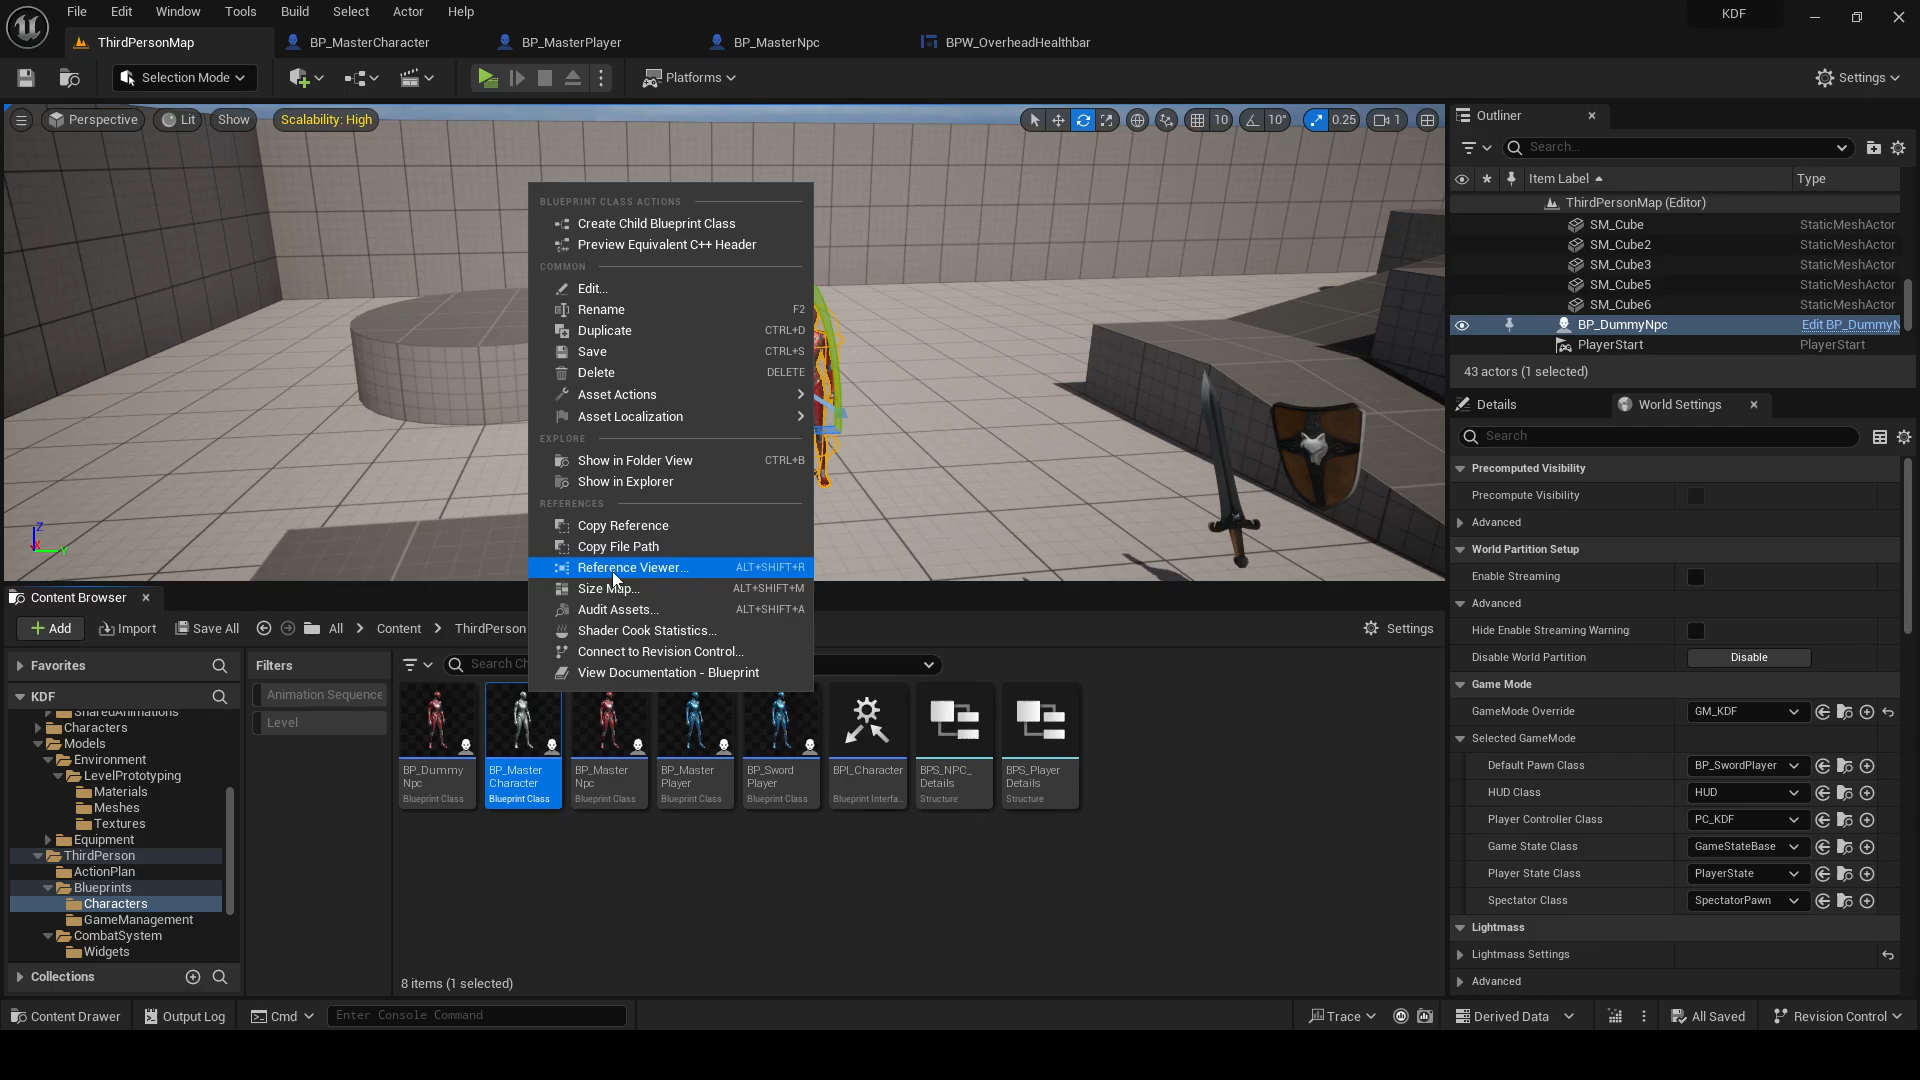 File Edit Window Tools Build Select Actor Help
KDF
ThirdPersonMap BP_MasterCharacter BP_MasterPlayer BP_MasterNpc BPW_OverheadHealthbar
Selection Mode Platforms Settings
Perspective Lit Show Scalability: High 10 10° 0.25 1
Outliner
Search...
Item Label Type
ThirdPersonMap (Editor)
SM_Cube StaticMeshActor
SM_Cube2 StaticMeshActor
SM_Cube3 StaticMeshActor
SM_Cube5 StaticMeshActor
SM_Cube6 StaticMeshActor
BP_DummyNpc Edit BP_DummyN
PlayerStart PlayerStart
43 actors (1 selected)
BLUEPRINT CLASS ACTIONS
Create Child Blueprint Class
Preview Equivalent C++ Header
COMMON
Edit...
Rename F2
Duplicate CTRL+D
Save CTRL+S
Delete DELETE
Asset Actions
Asset Localization
EXPLORE
Show in Folder View CTRL+B
Show in Explorer
REFERENCES
Copy Reference
Copy File Path
Reference Viewer... ALT+SHIFT+R
Size Map... ALT+SHIFT+M
Audit Assets... ALT+SHIFT+A
Shader Cook Statistics...
Connect to Revision Control...
View Documentation - Blueprint
Z
Y
Details World Settings
Search
Precomputed Visibility
Precompute Visibility
Advanced
World Partition Setup
Enable Streaming
Advanced
Hide Enable Streaming Warning
Disable World Partition Disable
Game Mode
GameMode Override GM_KDF
Selected GameMode
Default Pawn Class BP_SwordPlayer
HUD Class HUD
Player Controller Class PC_KDF
Game State Class GameStateBase
Player State Class PlayerState
Spectator Class SpectatorPawn
Lightmass
Lightmass Settings
Advanced
Content Browser
Add Import Save All All Content ThirdPerson Settings
Favorites
KDF
SharedAnimations
Characters
Models
Environment
LevelPrototyping
Materials
Meshes
Textures
Equipment
ThirdPerson
ActionPlan
Blueprints
Characters
GameManagement
CombatSystem
Widgets
Collections
Filters
Animation Sequence
Level
Search Ch
BP_Dummy
Npc
Blueprint Class
BP_Master
Character
Blueprint Class
BP_Master
Npc
Blueprint Class
BP_Master
Player
Blueprint Class
BP_Sword
Player
Blueprint Class
BPI_Character
Blueprint Interfa...
BPS_NPC_
Details
Structure
BPS_Player
Details
Structure
8 items (1 selected)
Content Drawer Output Log Cmd Enter Console Command Trace Derived Data All Saved Revision Control